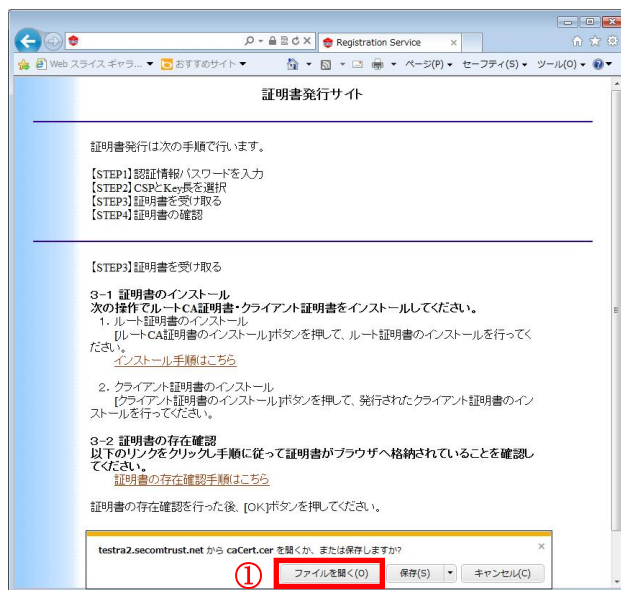 Registration Service
Web スライス ギャラ... おすすめサイト ページ(P) セーフティ(S) ツール(O)
証明書発行サイト
証明書発行は次の手順で行います。
【STEP1】認証情報パスワードを入力
【STEP2】CSPとKey長を選択
【STEP3】証明書を受け取る
【STEP4】証明書の確認
【STEP3】証明書を受け取る
3-1 証明書のインストール
次の操作でルートCA証明書・クライアント証明書をインストールしてください。
1. ルート証明書のインストール
[ルートCA証明書のインストール]ボタンを押して、ルート証明書のインストールを行ってく
ださい。
インストール手順はこちら
2. クライアント証明書のインストール
[クライアント証明書のインストール]ボタンを押して、発行されたクライアント証明書のイン
ストールを行ってください。
3-2 証明書の存在確認
以下のリンクをクリックし手順に従って証明書がブラウザへ格納されていることを確認し
てください。
証明書の存在確認手順はこちら
証明書の存在確認を行った後、[OK]ボタンを押してください。
testra2.secomtrust.net から caCert.cer を開くか、または保存しますか?
① ファイルを開く(O) 保存(S) キャンセル(C)